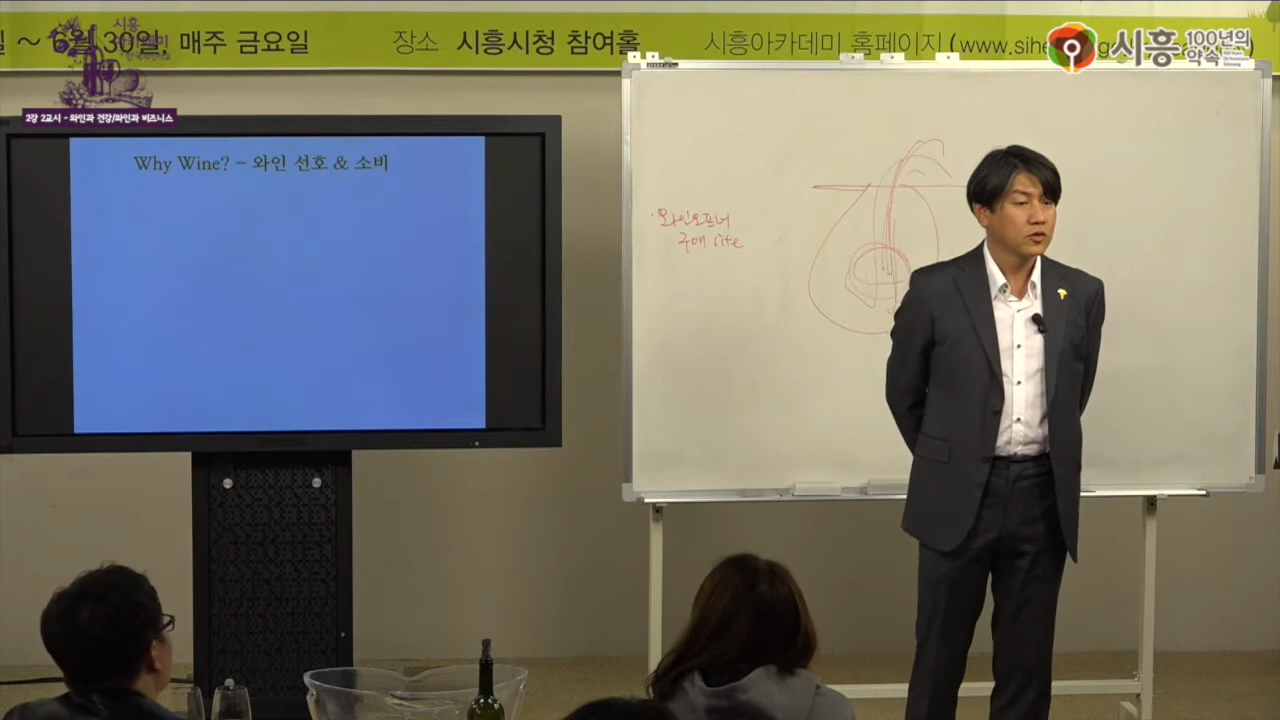 ~ 6월 30일, 매주 금요일 장소 시흥시청 참여홀 시흥아카데미 홈페이지 (www.sihe
시흥 100년의 약속
시흥
2강 2교시 - 와인과 건강/와인과 비즈니스
Why Wine? - 와인 선호 & 소비
· 와인오프너
구매 site